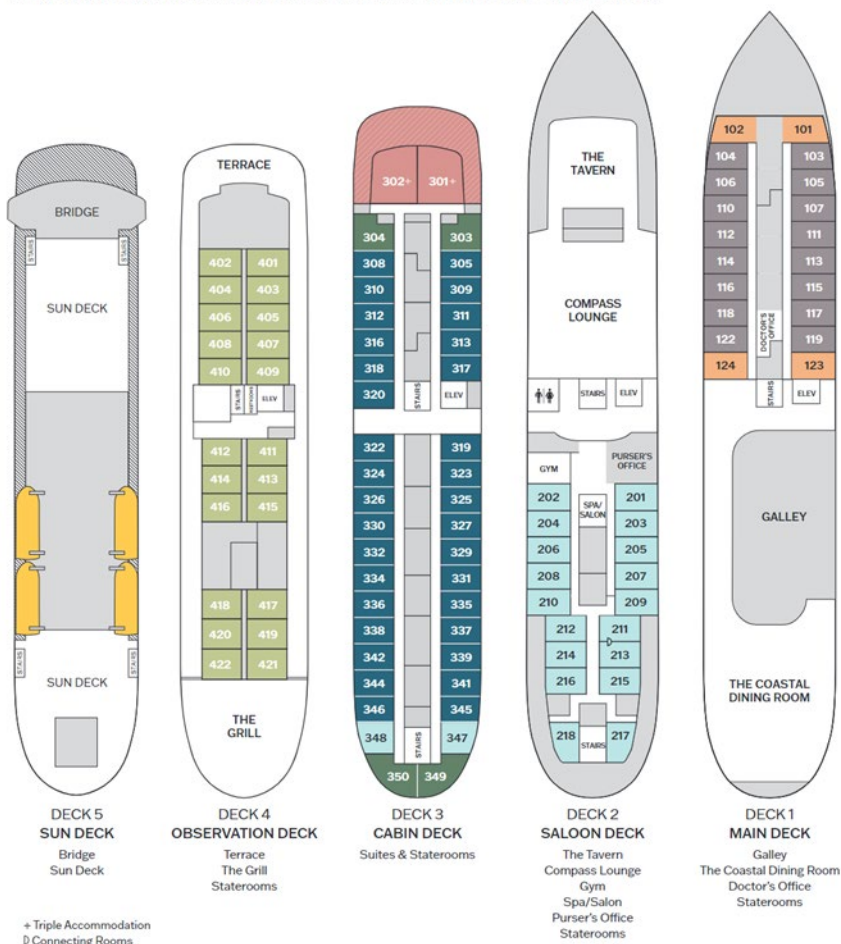 BRIDGE
STAIRS
STAIRS
SUN DECK
STAIRS
STAIRS
SUN DECK
DECK 5
SUN DECK
Bridge
Sun Deck
TERRACE
402 401
404 403
406 405
408 407
410 409
STAIRS
ELEV
412 411
414 413
416 415
418 417
420 419
422 421
THE
GRILL
DECK 4
OBSERVATION DECK
Terrace
The Grill
Staterooms
302+ 301+
304 303
308 305
310 309
312 311
316 313
318 317
320
STAIRS
ELEV
322 319
324 323
326 325
330 327
332 329
334 331
336 335
338 337
342 339
344 341
346 345
348 347
STAIRS
350 349
DECK 3
CABIN DECK
Suites & Staterooms
THE
TAVERN
COMPASS
LOUNGE
STAIRS
ELEV
GYM
PURSER'S
OFFICE
SPA/
SALON
202 201
204 203
206 205
208 207
210 209
212 211
214 213
216 215
218 217
STAIRS
DECK 2
SALOON DECK
The Tavern
Compass Lounge
Gym
Spa/Salon
Purser's Office
Staterooms
102 101
104 103
106 105
110 107
112 111
114 113
116 115
118 117
122 119
124 123
DOCTOR'S
OFFICE
STAIRS
ELEV
GALLEY
THE COASTAL
DINING ROOM
DECK 1
MAIN DECK
Galley
The Coastal Dining Room
Doctor's Office
Staterooms
+ Triple Accommodation
D Connecting Rooms